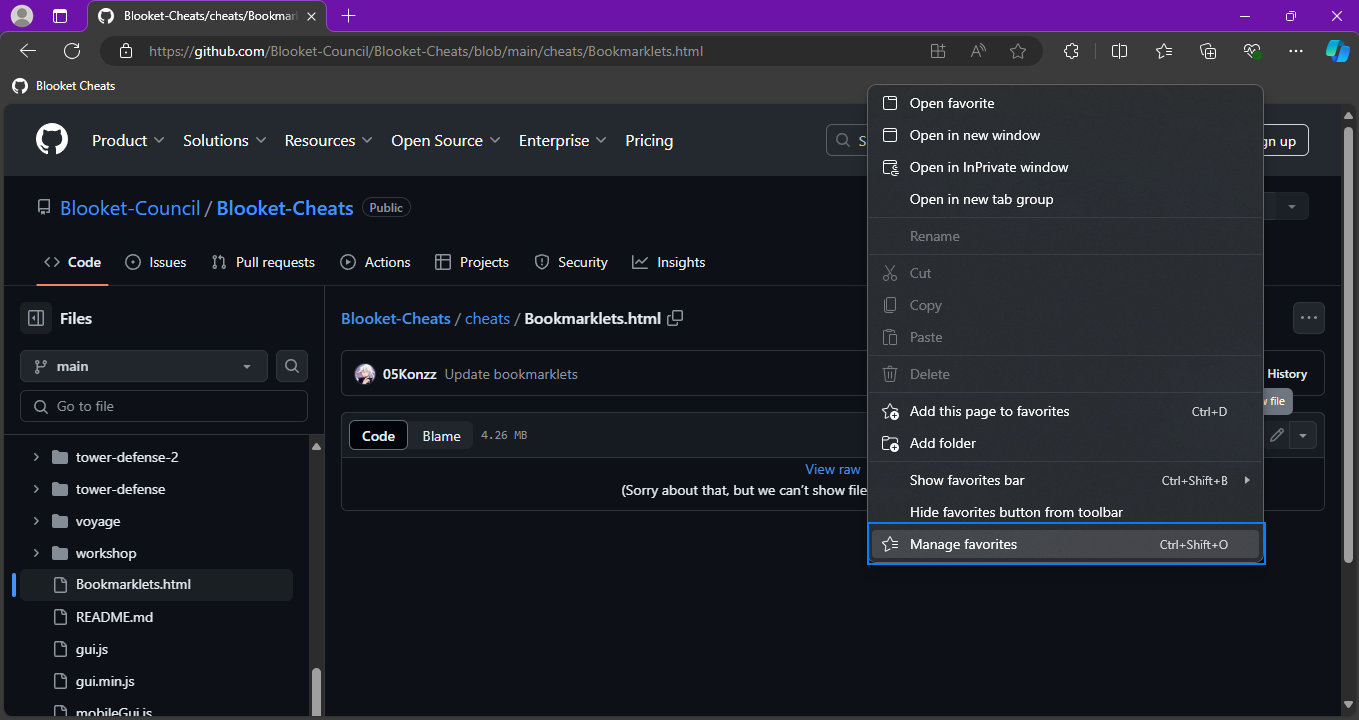 Blooket-Cheats/cheats/Bookmar
https://github.com/Blooket-Council/Blooket-Cheats/blob/main/cheats/Bookmarklets.html
Blooket Cheats
Product Solutions Resources Open Source Enterprise Pricing
S
gn up
Blooket-Council / Blooket-Cheats Public
Code Issues Pull requests Actions Projects Security Insights
Files
main
Go to file
tower-defense-2
tower-defense
voyage
workshop
Bookmarklets.html
README.md
gui.js
gui.min.js
mobileGui.js
Blooket-Cheats / cheats / Bookmarklets.html
05Konzz Update bookmarklets
History
file
Code Blame 4.26 MB
View raw
(Sorry about that, but we can't show file
Open favorite
Open in new window
Open in InPrivate window
Open in new tab group
Rename
Cut
Copy
Paste
Delete
Add this page to favorites Ctrl+D
Add folder
Show favorites bar Ctrl+Shift+B
Hide favorites button from toolbar
Manage favorites Ctrl+Shift+O